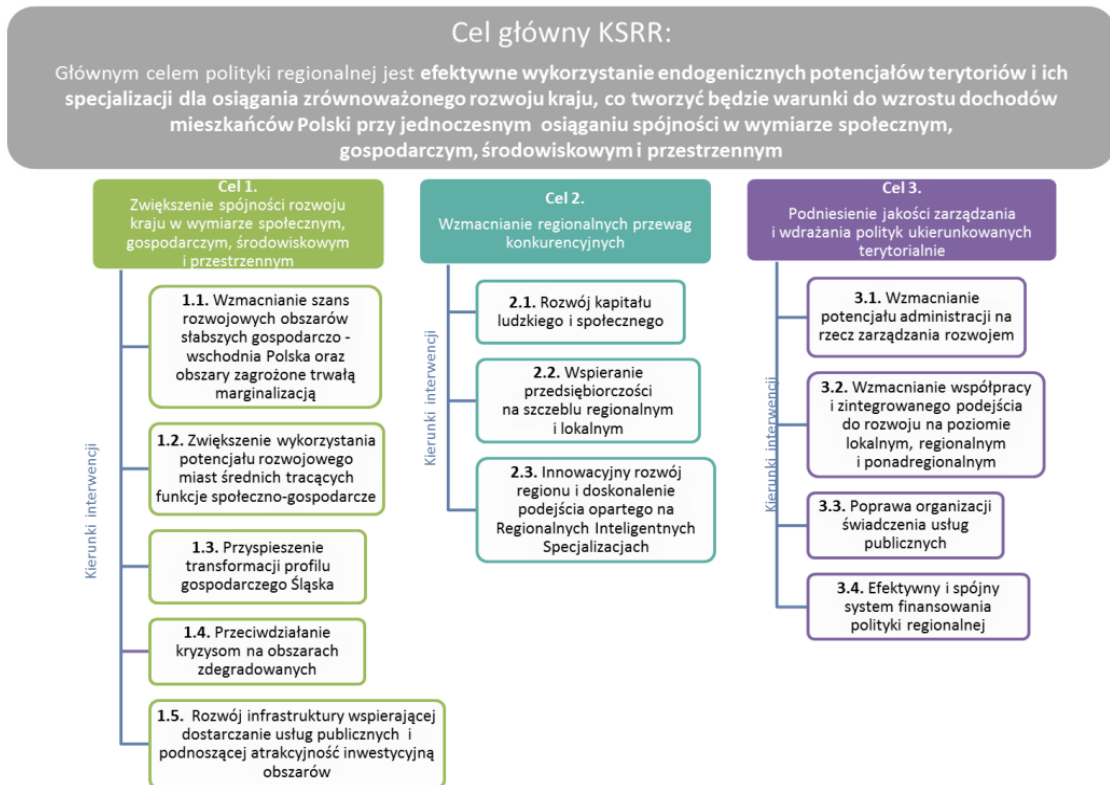 Cel główny KSRR:
Głównym celem polityki regionalnej jest efektywne wykorzystanie endogenicznych potencjałów terytoriów i ich
specjalizacji dla osiągania zrównoważonego rozwoju kraju, co tworzyć będzie warunki do wzrostu dochodów
mieszkańców Polski przy jednoczesnym osiąganiu spójności w wymiarze społecznym,
gospodarczym, środowiskowym i przestrzennym
Cel 1.
Zwiększenie spójności rozwoju
kraju w wymiarze społecznym,
gospodarczym, środowiskowym
i przestrzennym
Kierunki interwencji
1.1. Wzmacnianie szans
rozwojowych obszarów
słabszych gospodarczo -
wschodnia Polska oraz
obszary zagrożone trwałą
marginalizacją
1.2. Zwiększenie wykorzystania
potencjału rozwojowego
miast średnich tracących
funkcje społeczno-gospodarcze
1.3. Przyspieszenie
transformacji profilu
gospodarczego Śląska
1.4. Przeciwdziałanie
kryzysom na obszarach
zdegradowanych
1.5. Rozwój infrastruktury wspierającej
dostarczanie usług publicznych i
podnoszącej atrakcyjność inwestycyjną
obszarów
Cel 2.
Wzmacnianie regionalnych przewag
konkurencyjnych
Kierunki interwencji
2.1. Rozwój kapitału
ludzkiego i społecznego
2.2. Wspieranie
przedsiębiorczości
na szczeblu regionalnym
i lokalnym
2.3. Innowacyjny rozwój
regionu i doskonalenie
podejścia opartego na
Regionalnych Inteligentnych
Specjalizacjach
Cel 3.
Podniesienie jakości zarządzania
i wdrażania polityk ukierunkowanych
terytorialnie
Kierunki interwencji
3.1. Wzmacnianie
potencjału administracji na
rzecz zarządzania rozwojem
3.2. Wzmacnianie współpracy
i zintegrowanego podejścia
do rozwoju na poziomie
lokalnym, regionalnym
i ponadregionalnym
3.3. Poprawa organizacji
świadczenia usług
publicznych
3.4. Efektywny i spójny
system finansowania
polityki regionalnej